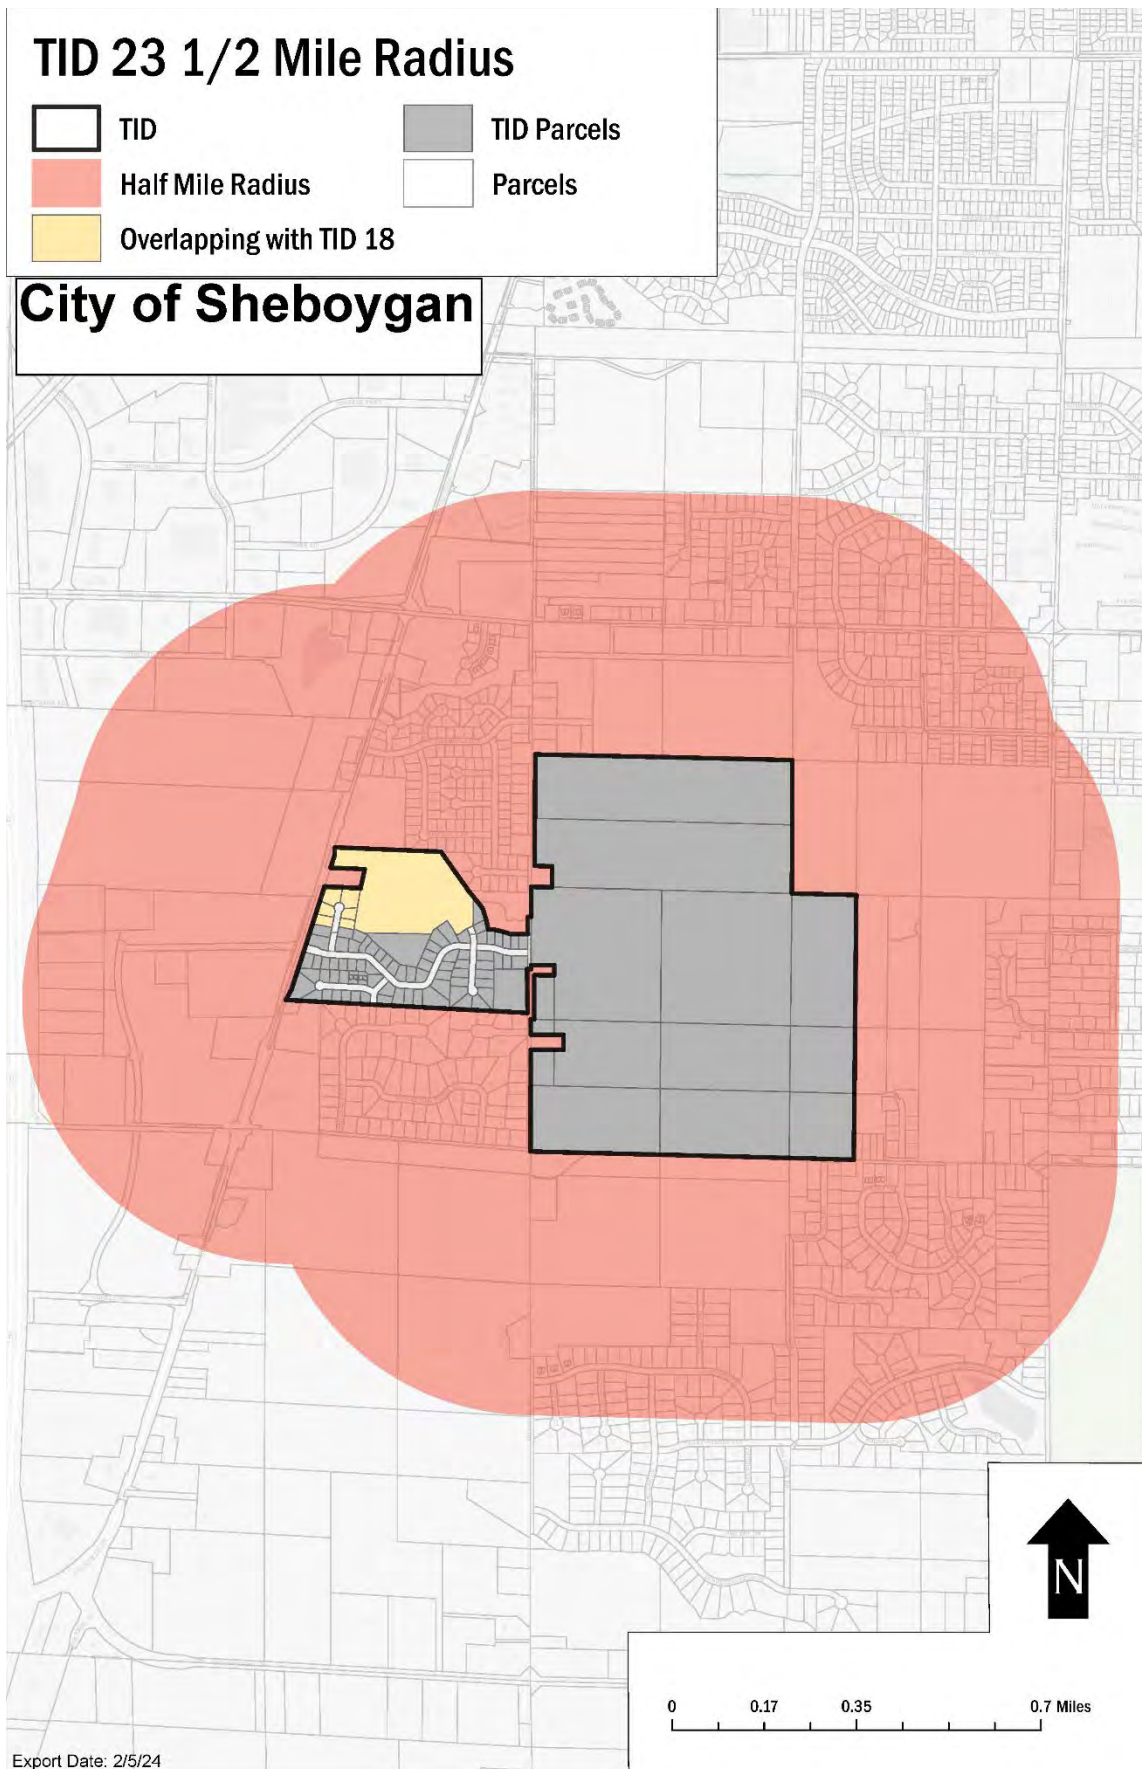 TID 23 1/2 Mile Radius
TID
TID Parcels
Half Mile Radius
Parcels
Overlapping with TID 18
City of Sheboygan
N
0 0.17 0.35 0.7 Miles
Export Date: 2/5/24